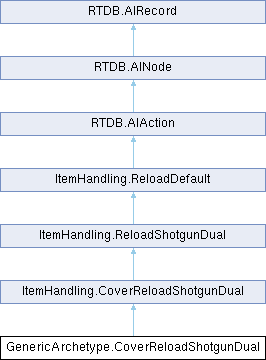 RTDB.AIRecord
RTDB.AINode
RTDB.AIAction
ItemHandling.ReloadDefault
ItemHandling.ReloadShotgunDual
ItemHandling.CoverReloadShotgunDual
GenericArchetype.CoverReloadShotgunDual